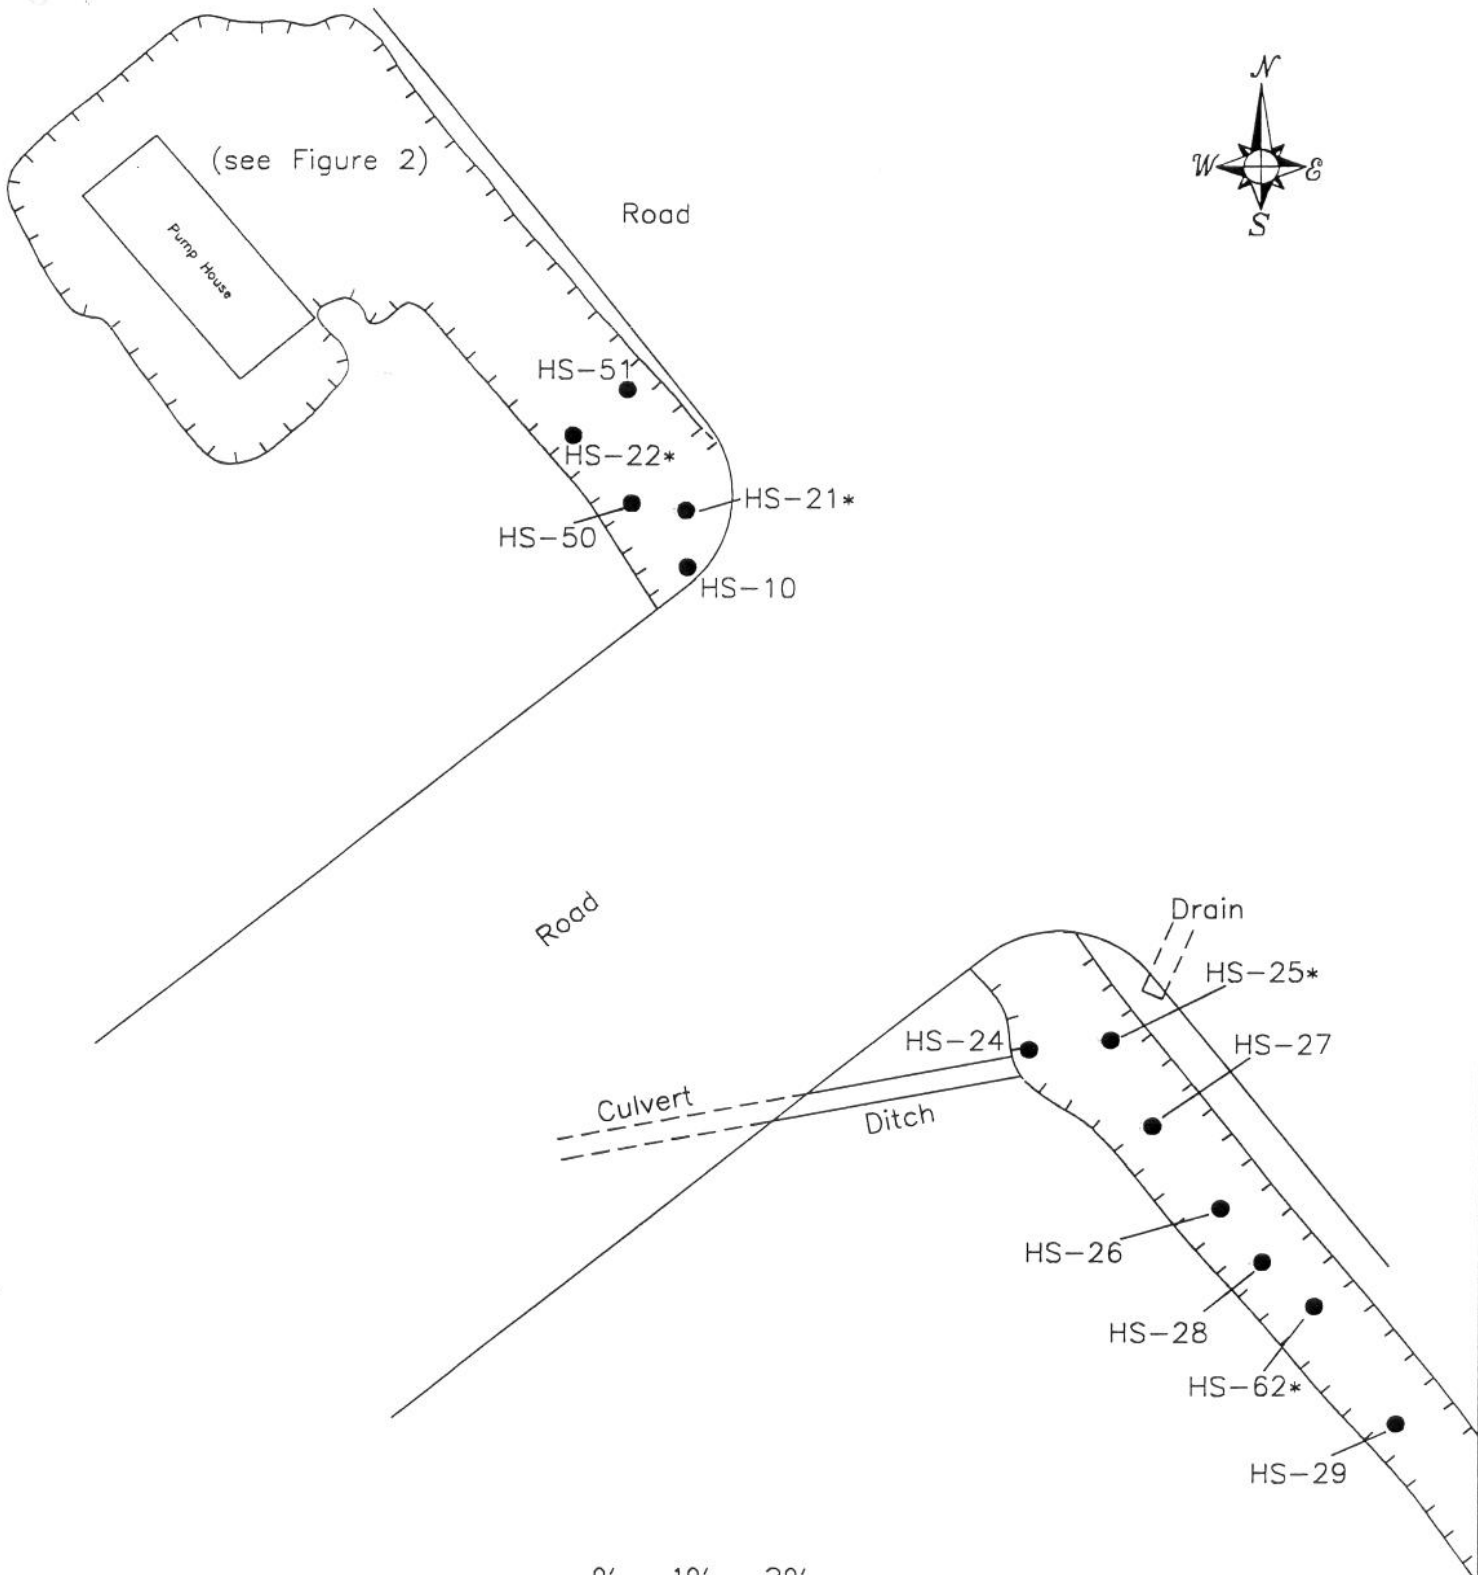 N
(see Figure 2)
W
E
S
Road
Pump House
HS-51
HS-22*
HS-21*
HS-50
HS-10
Road
Drain
HS-25*
HS-24
HS-27
Culvert
Ditch
HS-26
HS-28
HS-62*
HS-29